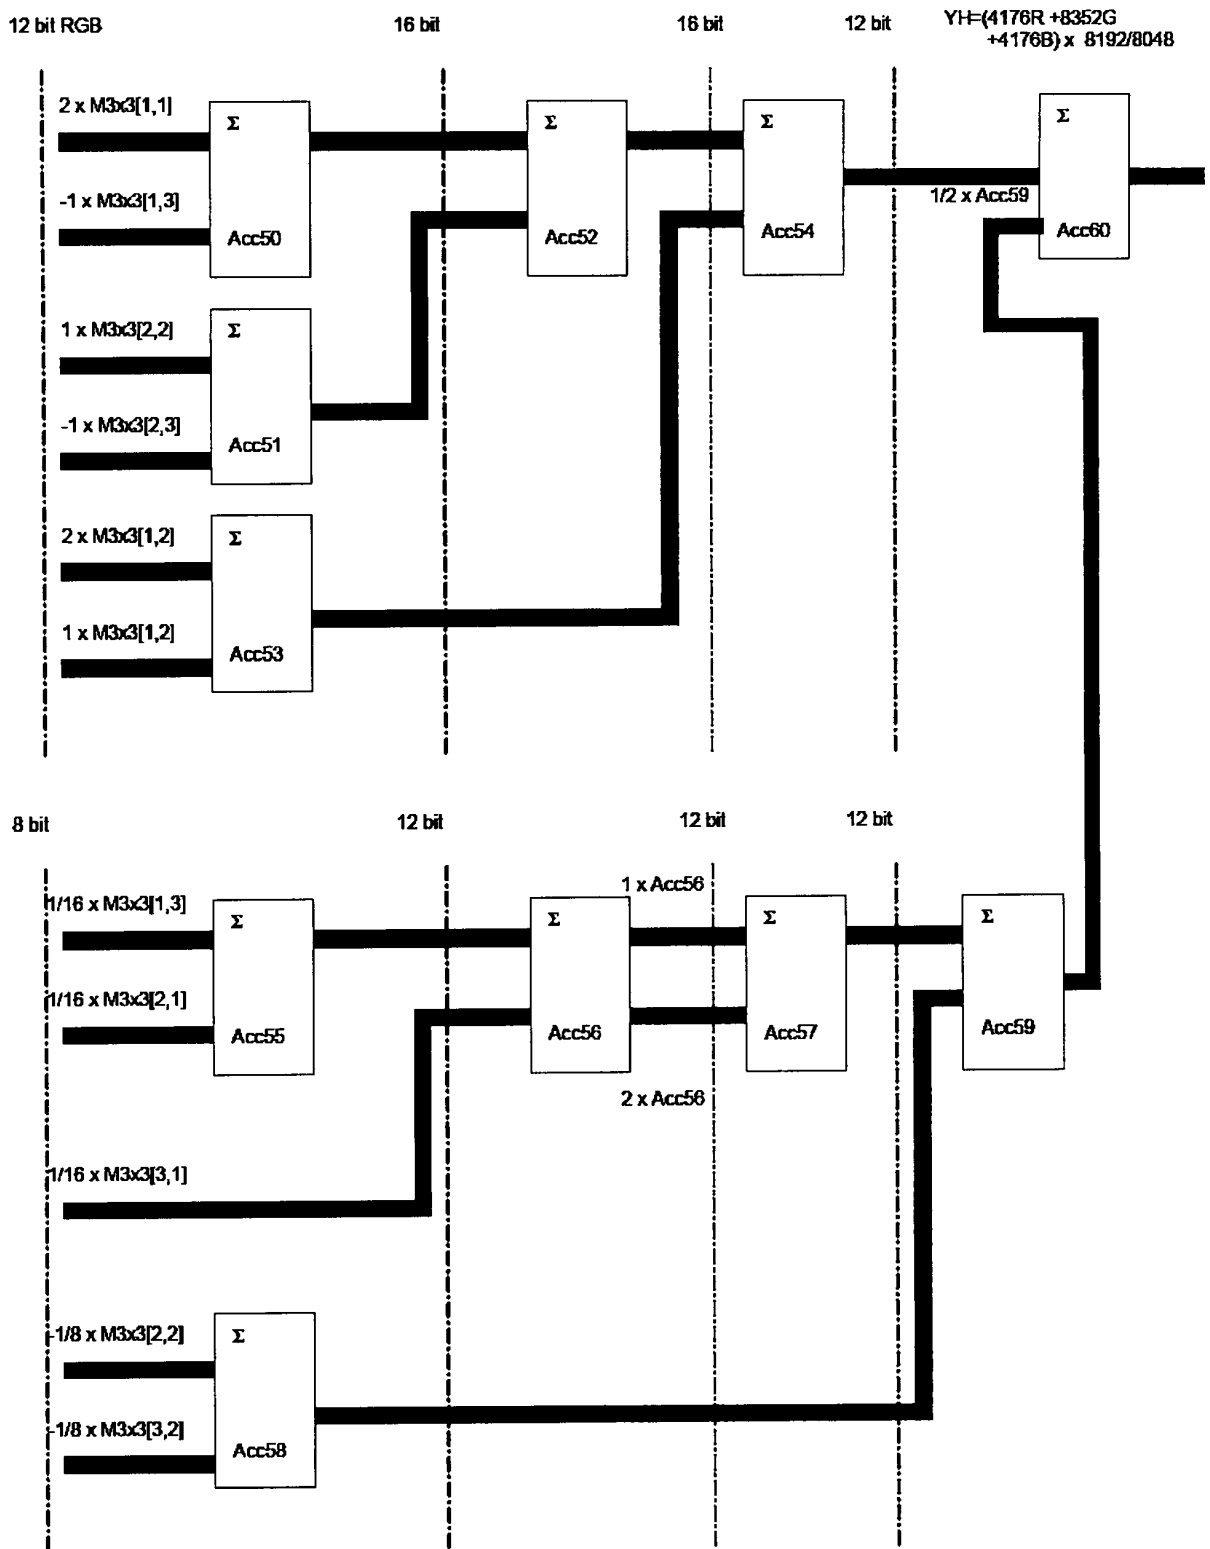 12 bit RGB
16 bit
16 bit
12 bit
YH=(4176R +8352G
+4176B) x 8192/8048
2 x M3x3[1,1]
-1 x M3x3[1,3]
Σ
Acc50
Σ
Acc52
Σ
Acc54
1/2 x Acc59
Σ
Acc60
1 x M3x3[2,2]
-1 x M3x3[2,3]
Σ
Acc51
2 x M3x3[1,2]
1 x M3x3[1,2]
Σ
Acc53
8 bit
12 bit
12 bit
12 bit
1/16 x M3x3[1,3]
1/16 x M3x3[2,1]
Σ
Acc55
Σ
Acc56
1 x Acc56
2 x Acc56
Σ
Acc57
Σ
Acc59
1/16 x M3x3[3,1]
-1/8 x M3x3[2,2]
-1/8 x M3x3[3,2]
Σ
Acc58